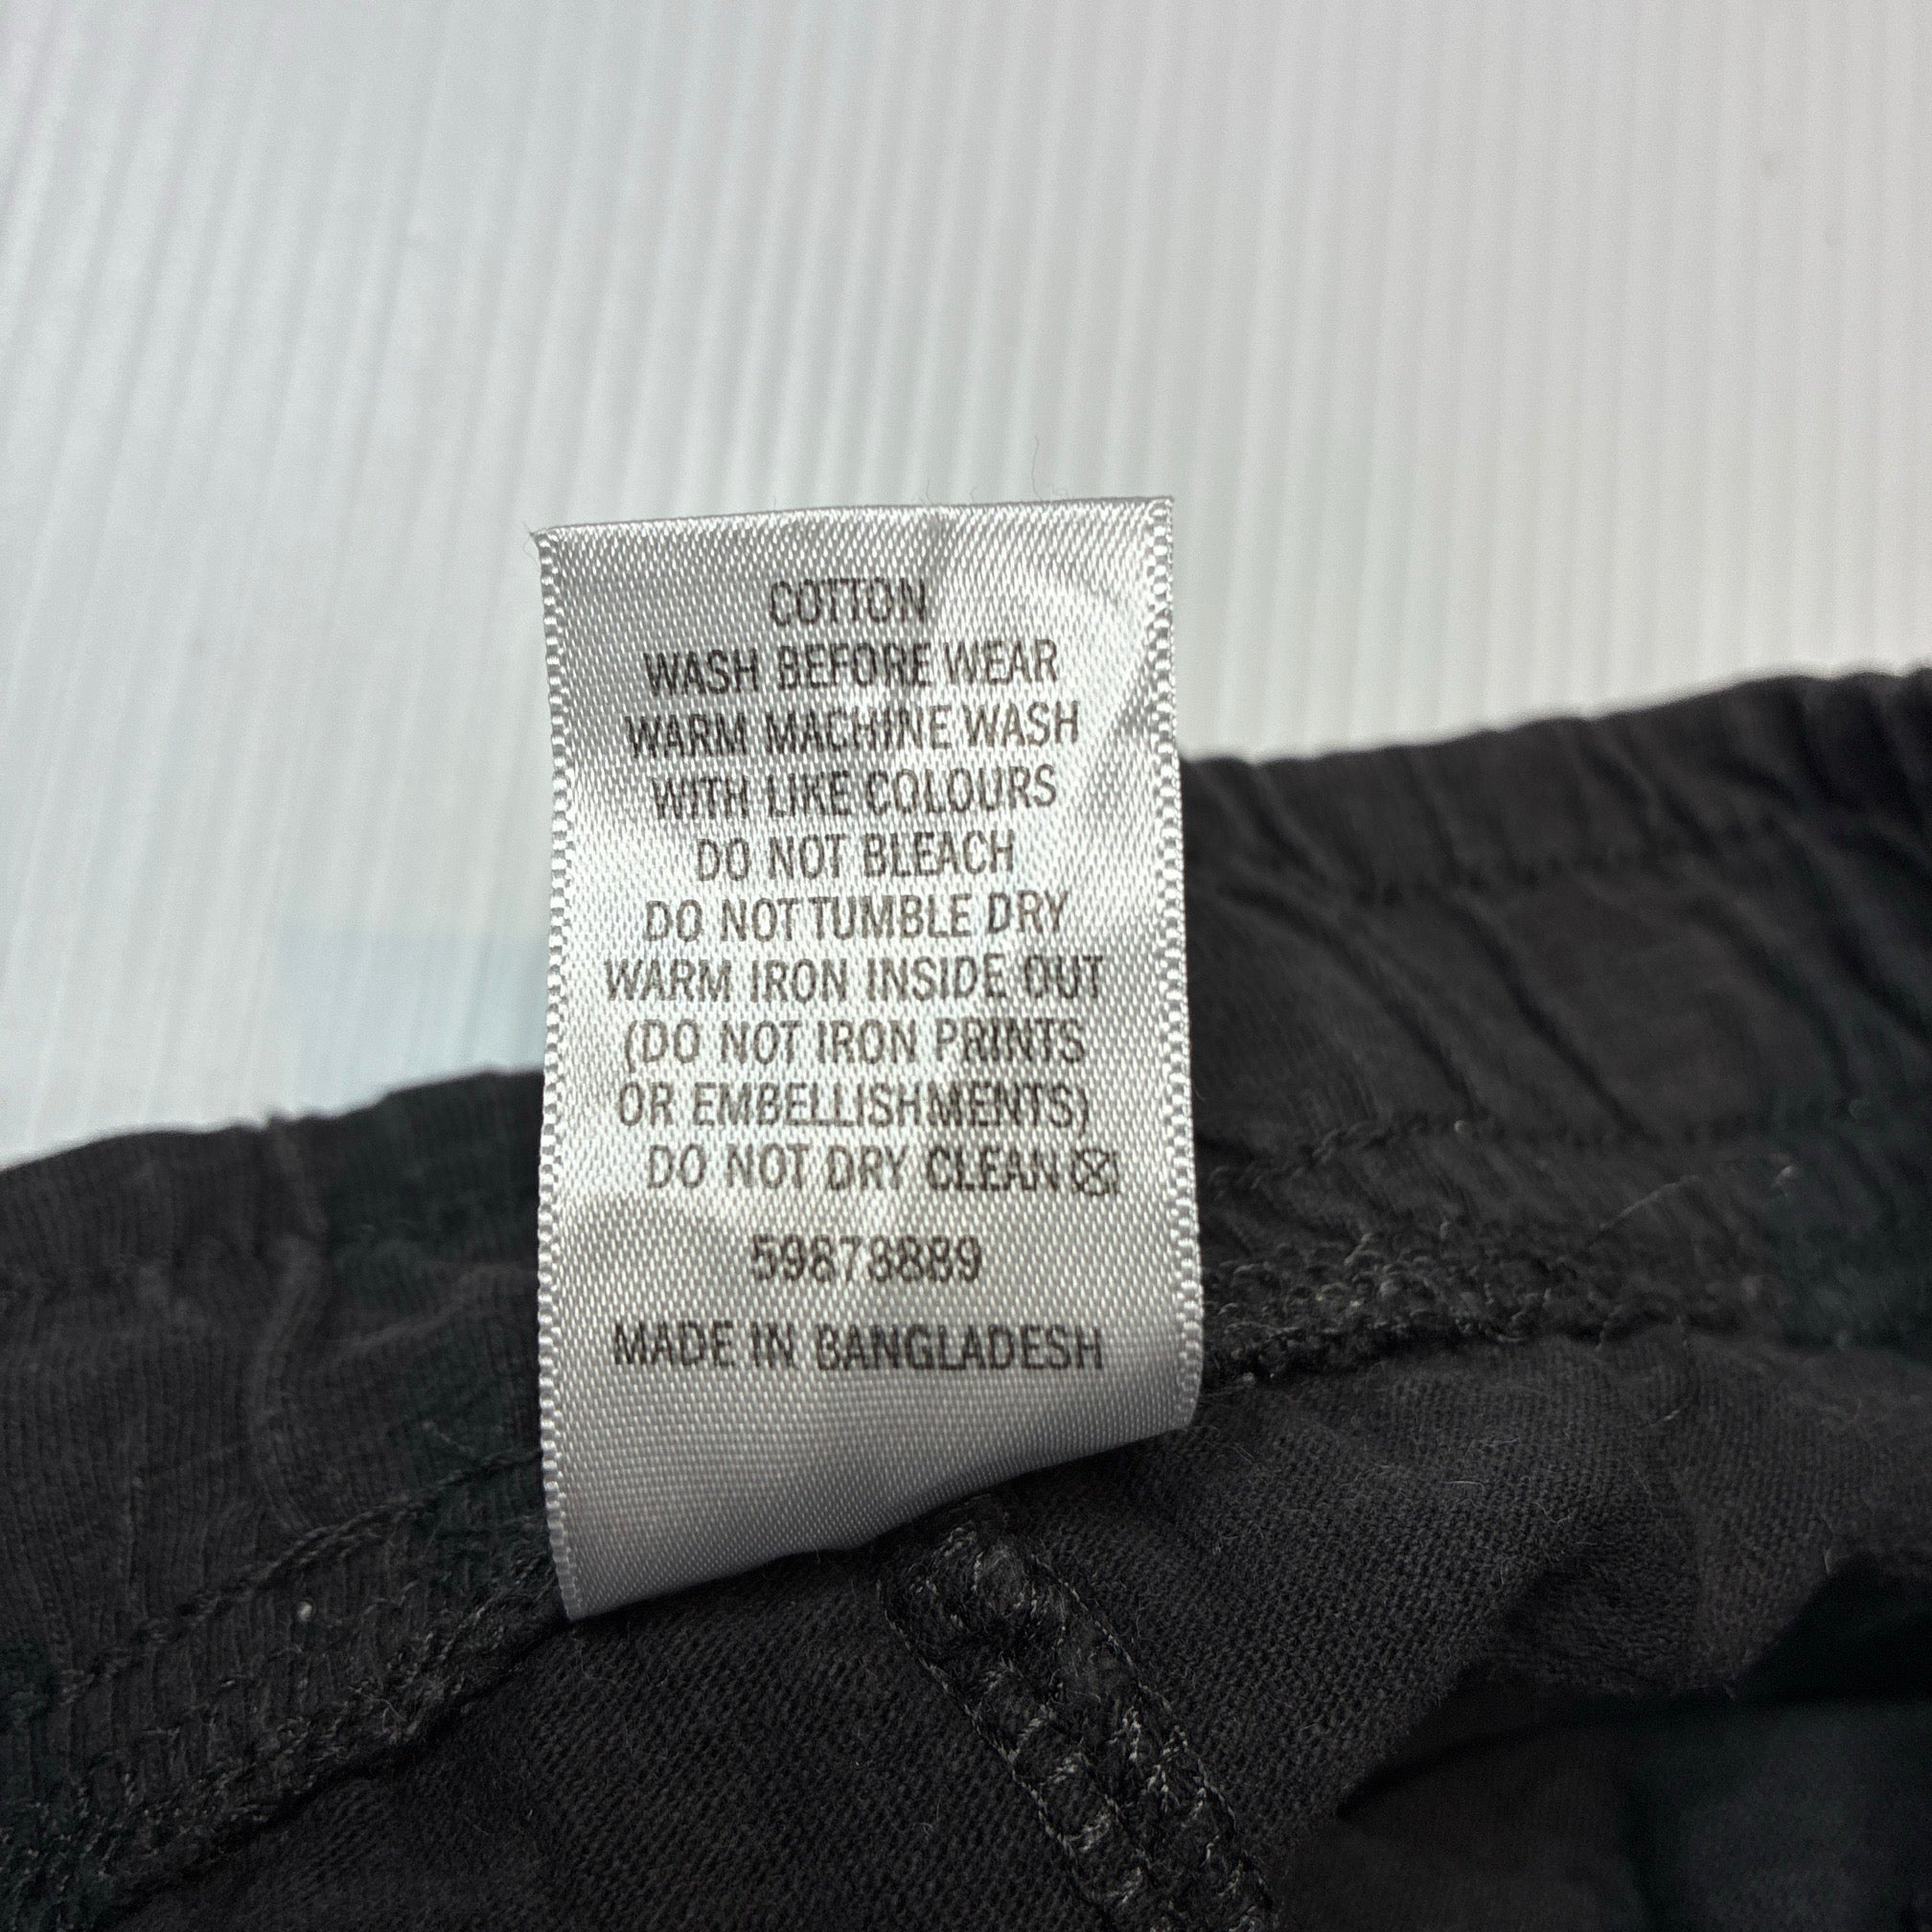 COTTON
WASH BEFORE WEAR
WARM MACHINE WASH
WITH LIKE COLOURS
DO NOT BLEACH
DO NOT TUMBLE DRY
WARM IRON INSIDE OUT
(DO NOT IRON PRINTS
OR EMBELLISHMENTS)
DO NOT DRY CLEAN
59878889
MADE IN BANGLADESH